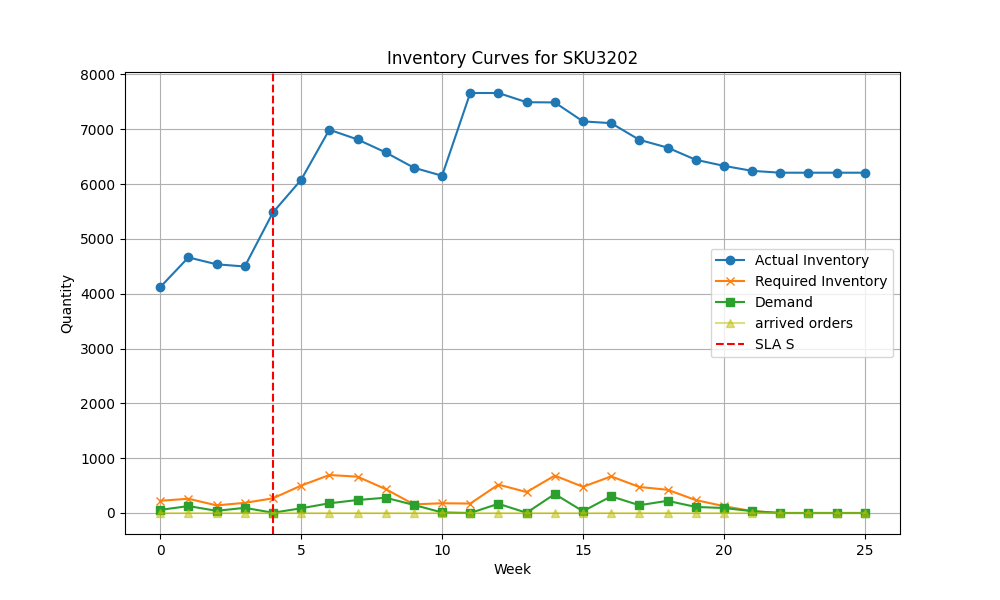 Inventory Curves for SKU3202
Quantity
8000
7000
6000
5000
4000
3000
2000
1000
0
Actual Inventory
Required Inventory
Demand
arrived orders
SLA S
0 5 10 15 20 25
Week